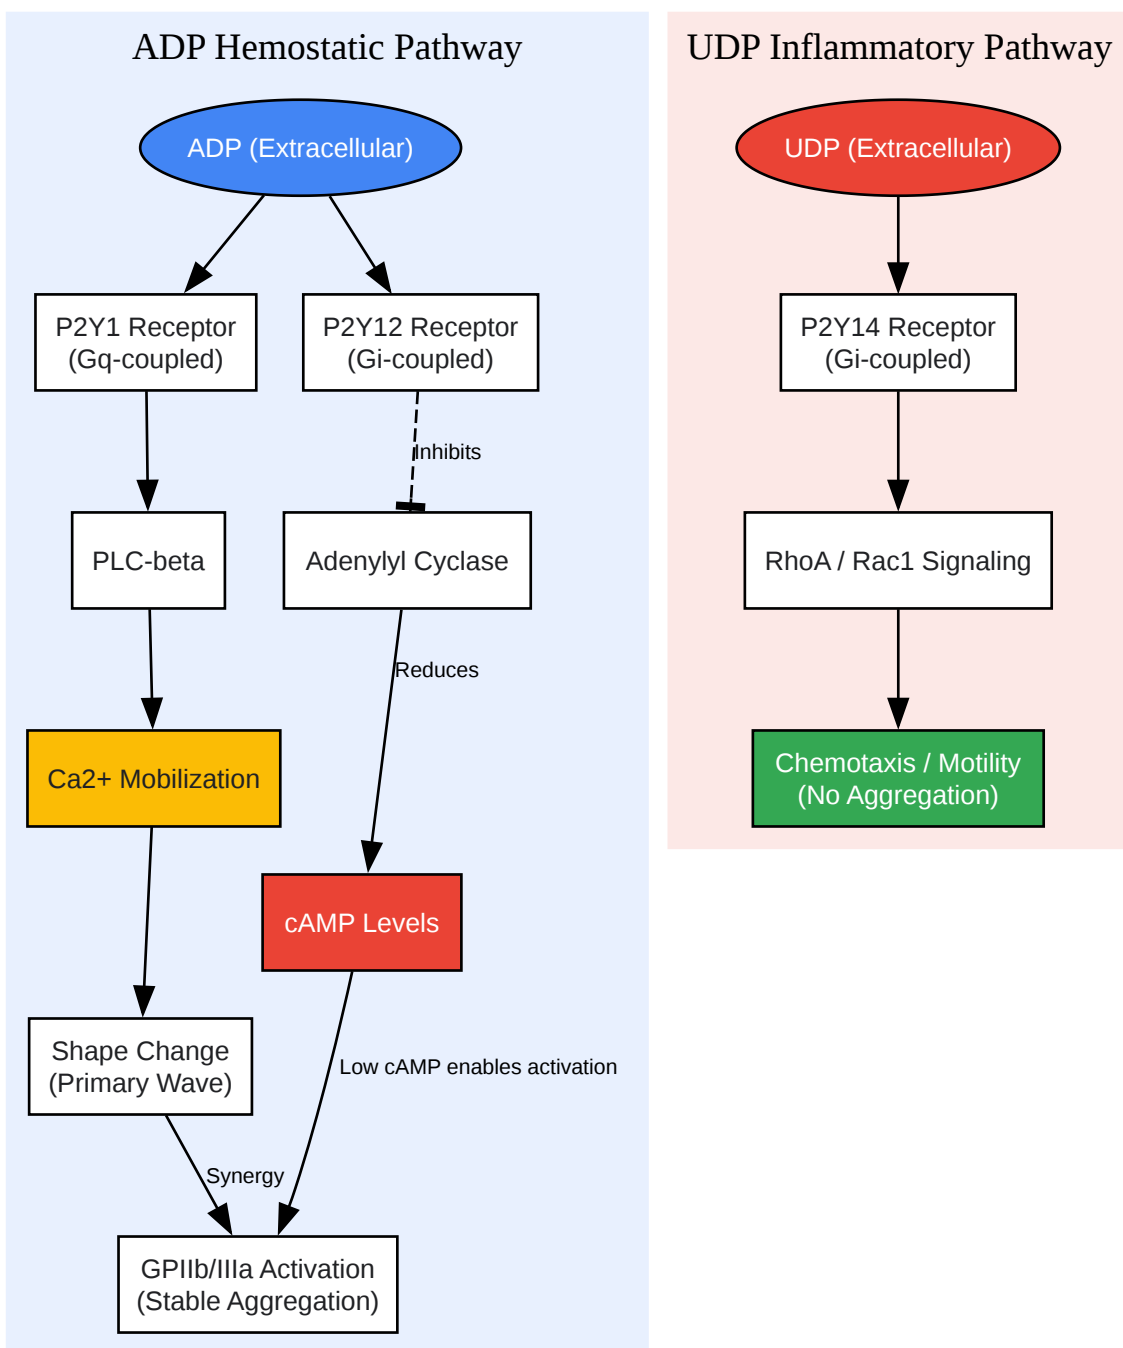 ADP Hemostatic Pathway
ADP (Extracellular)
P2Y1 Receptor
(Gq-coupled)
P2Y12 Receptor
(Gi-coupled)
Inhibits
PLC-beta
Adenylyl Cyclase
Reduces
Ca2+ Mobilization
cAMP Levels
Shape Change
(Primary Wave)
Low cAMP enables activation
Synergy
GPIIb/IIIa Activation
(Stable Aggregation)
UDP Inflammatory Pathway
UDP (Extracellular)
P2Y14 Receptor
(Gi-coupled)
RhoA / Rac1 Signaling
Chemotaxis / Motility
(No Aggregation)